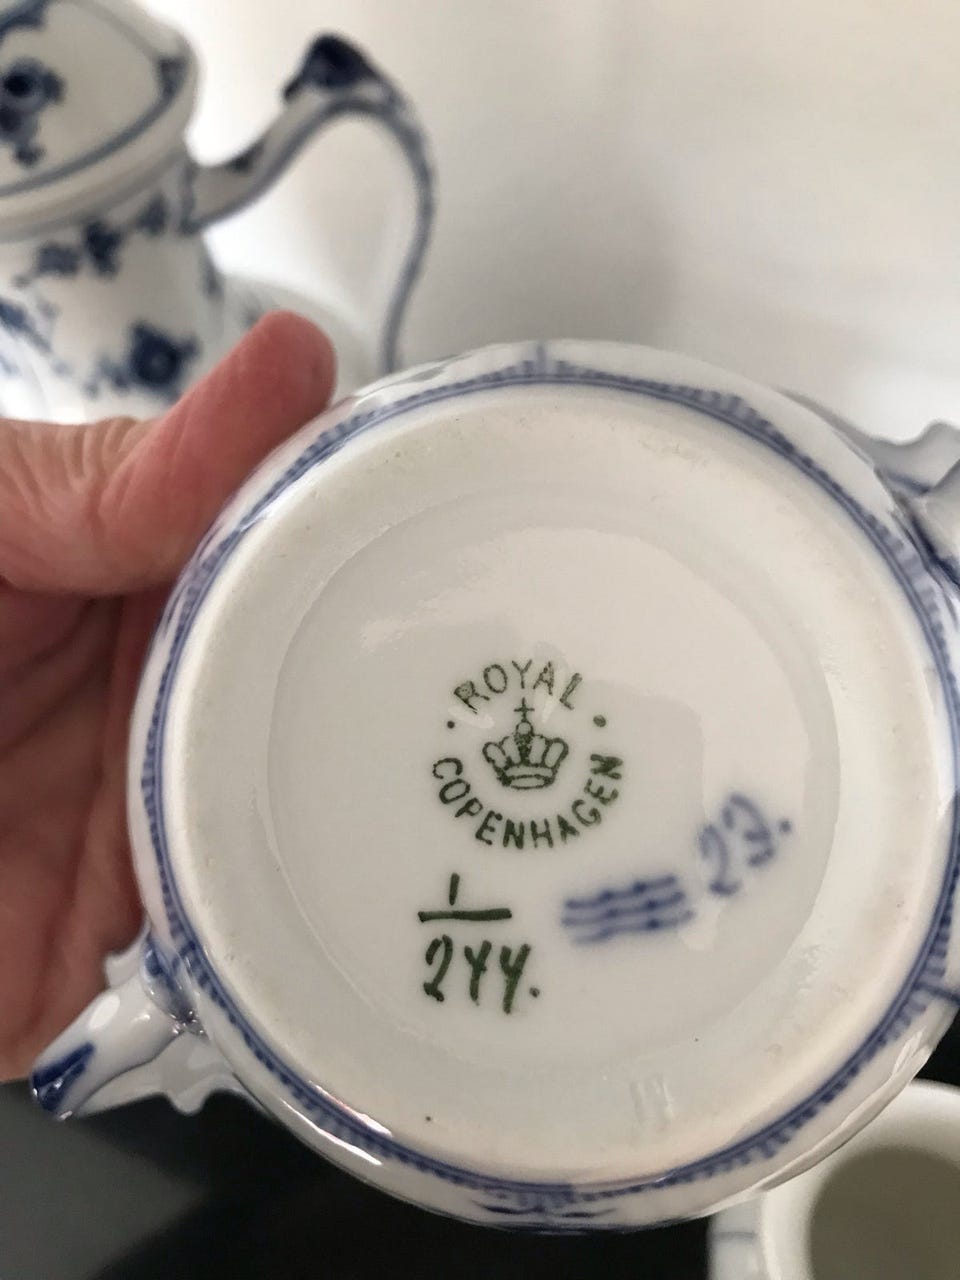 ROYAL
COPENHAGEN
23.
1
244.